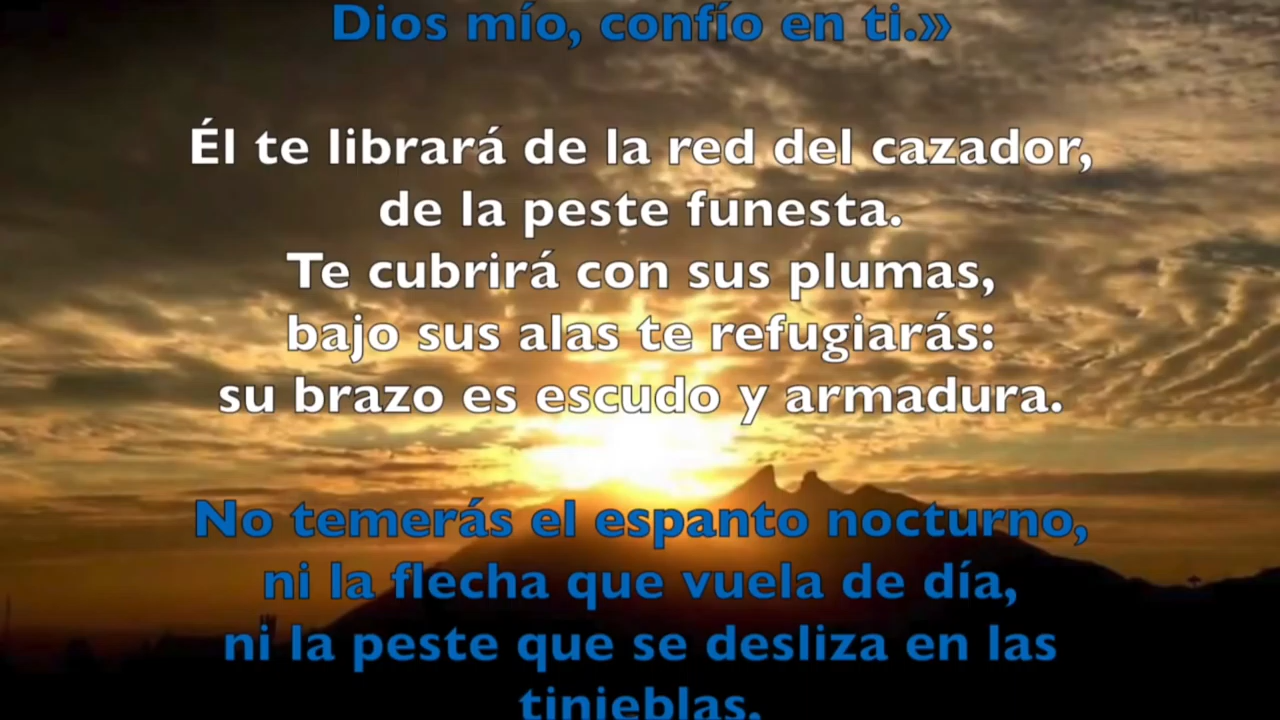 Dios mío, confío en ti.»
Él te librará de la red del cazador,
de la peste funesta.
Te cubrirá con sus plumas,
bajo sus alas te refugiarás:
su brazo es escudo y armadura.
No temerás el espanto nocturno,
ni la flecha que vuela de día,
ni la peste que se desliza en las
tinieblas.